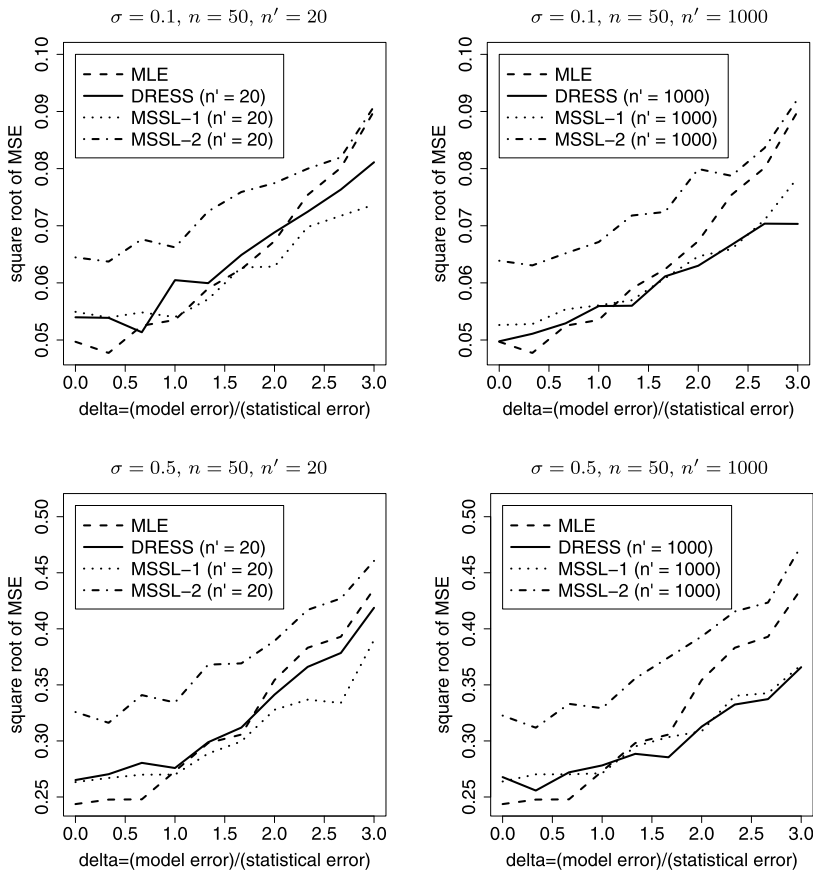 σ = 0.1, n = 50, n′ = 20
square root of MSE
0.05 0.06 0.07 0.08 0.09 0.10
MLE
DRESS (n' = 20)
MSSL−1 (n' = 20)
MSSL−2 (n' = 20)
0.0 0.5 1.0 1.5 2.0 2.5 3.0
delta=(model error)/(statistical error)
σ = 0.1, n = 50, n′ = 1000
square root of MSE
0.05 0.06 0.07 0.08 0.09 0.10
MLE
DRESS (n' = 1000)
MSSL−1 (n' = 1000)
MSSL−2 (n' = 1000)
0.0 0.5 1.0 1.5 2.0 2.5 3.0
delta=(model error)/(statistical error)
σ = 0.5, n = 50, n′ = 20
square root of MSE
0.25 0.30 0.35 0.40 0.45 0.50
MLE
DRESS (n' = 20)
MSSL−1 (n' = 20)
MSSL−2 (n' = 20)
0.0 0.5 1.0 1.5 2.0 2.5 3.0
delta=(model error)/(statistical error)
σ = 0.5, n = 50, n′ = 1000
square root of MSE
0.25 0.30 0.35 0.40 0.45 0.50
MLE
DRESS (n' = 1000)
MSSL−1 (n' = 1000)
MSSL−2 (n' = 1000)
0.0 0.5 1.0 1.5 2.0 2.5 3.0
delta=(model error)/(statistical error)